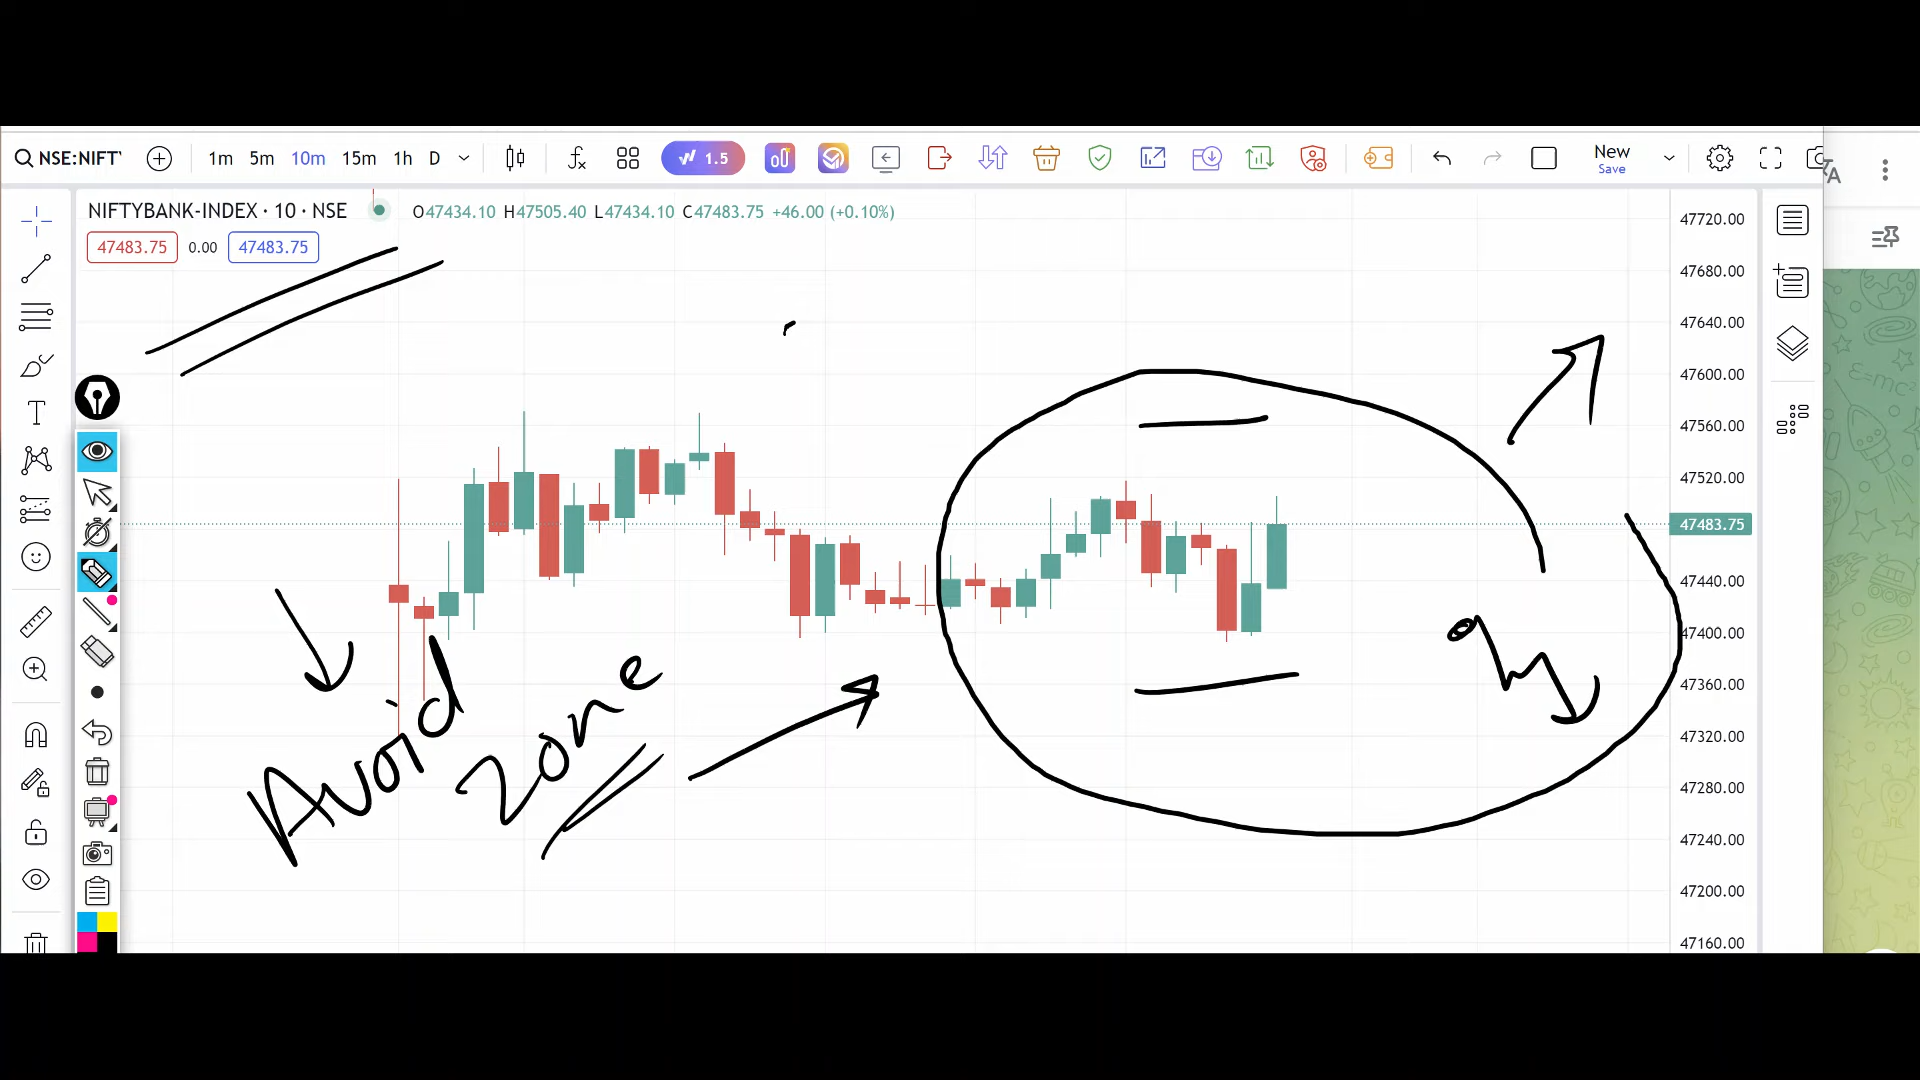 NSE:NIFTY 1m 5m 10m 15m 1h D 1.5 New
Save
NIFTYBANK-INDEX · 10 · NSE O47434.10 H47505.40 L47434.10 C47483.75 +46.00 (+0.10%)
47483.75 0.00 47483.75
47720.00
47680.00
47640.00
47600.00
47560.00
47520.00
47483.75
47440.00
47400.00
47360.00
47320.00
47280.00
47240.00
47200.00
47160.00
Avoid
Zone